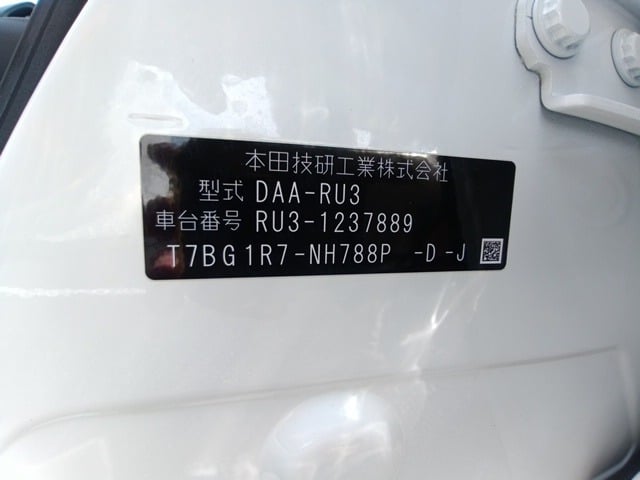 本田技研工業株式会社
型式 DAA-RU3
車台番号 RU3-1237889
T7BG1R7-NH788P -D-J